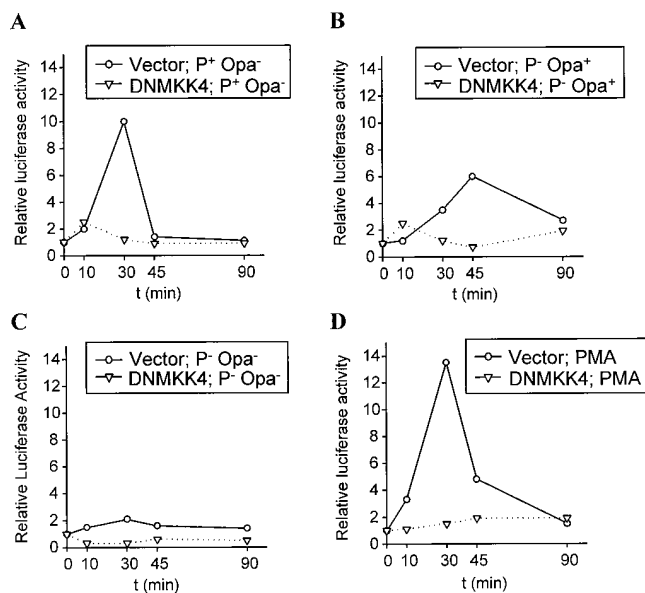 A
Vector; P⁺ Opa⁻
DNMKK4; P⁺ Opa⁻
Relative luciferase activity
14
12
10
8
6
4
2
0
0 10 30 45 90
t (min)
B
Vector; P⁻ Opa⁺
DNMKK4; P⁻ Opa⁺
Relative luciferase activity
14
12
10
8
6
4
2
0
0 10 30 45 90
t (min)
C
Vector; P⁻ Opa⁻
DNMKK4; P⁻ Opa⁻
Relative Luciferase Activity
14
12
10
8
6
4
2
0
0 10 30 45 90
t (min)
D
Vector; PMA
DNMKK4; PMA
Relative luciferase activity
14
12
10
8
6
4
2
0
0 10 30 45 90
t (min)